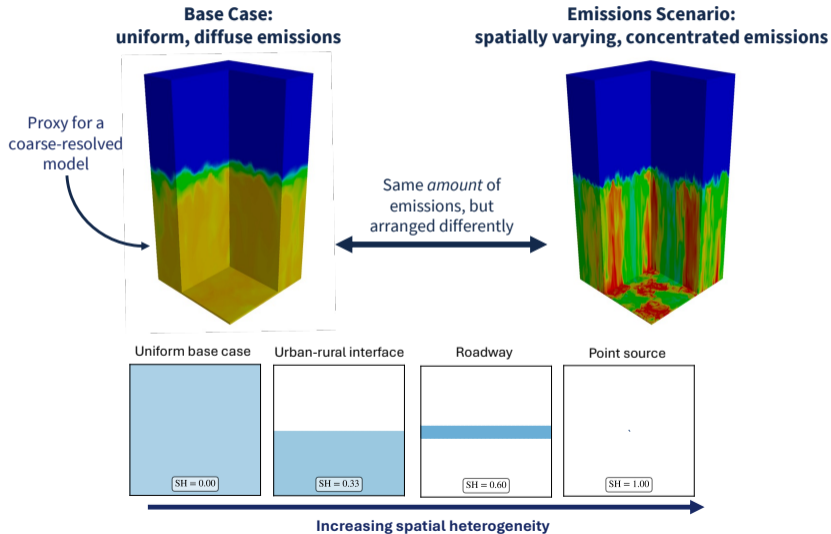 Base Case:
uniform, diffuse emissions
Emissions Scenario:
spatially varying, concentrated emissions
Proxy for a
coarse-resolved
model
Same amount of
emissions, but
arranged differently
Uniform base case
Urban-rural interface
Roadway
Point source
SH = 0.00
SH = 0.33
SH = 0.60
SH = 1.00
Increasing spatial heterogeneity